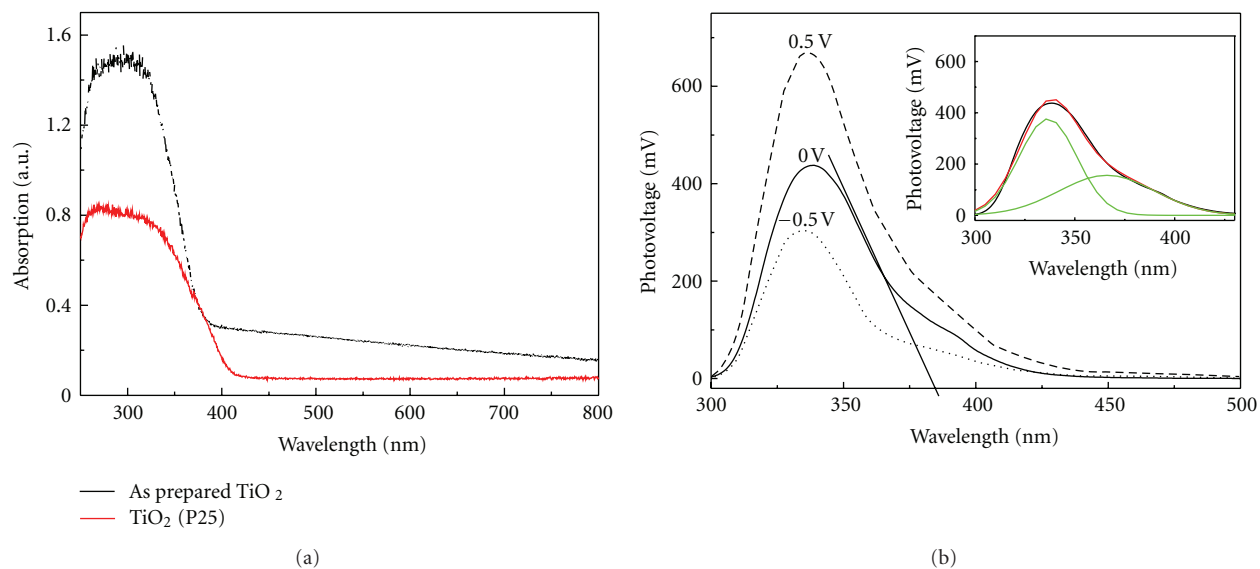 1.6
1.2
0.8
0.4
0
Absorption (a.u.)
300 400 500 600 700 800
Wavelength (nm)
As prepared TiO2
TiO2 (P25)
(a)
600
400
200
0
Photovoltage (mV)
0.5 V
0 V
−0.5 V
300 350 400 450 500
Wavelength (nm)
600
400
200
0
Photovoltage (mV)
300 350 400
Wavelength (nm)
(b)